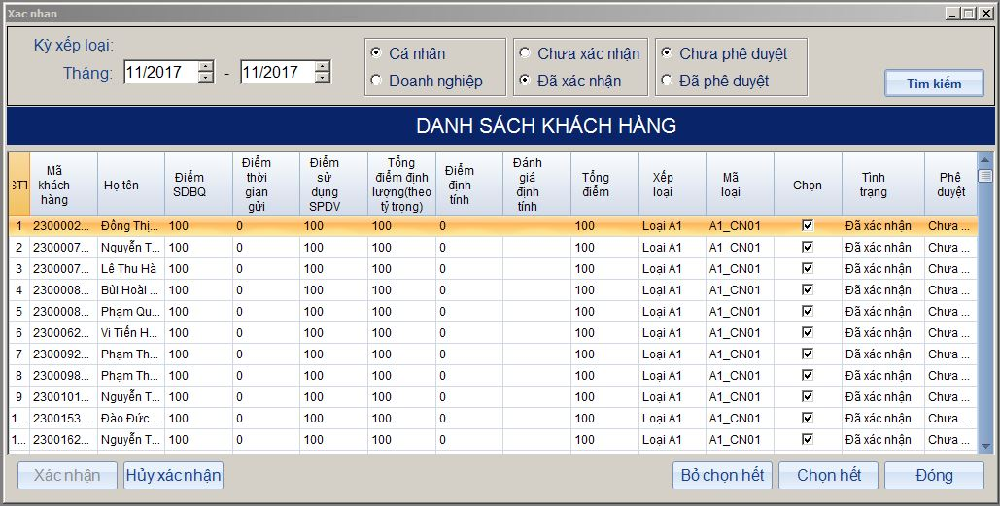 Xac nhan
Kỳ xếp loại:
Tháng: 11/2017 - 11/2017
Cá nhân
Doanh nghiệp
Chưa xác nhận
Đã xác nhận
Chưa phê duyệt
Đã phê duyệt
Tìm kiếm
DANH SÁCH KHÁCH HÀNG
STT Mã khách hàng Họ tên Điểm SDBQ Điểm thời gian gửi Điểm sử dụng SPDV Tổng điểm định lượng(theo tỷ trọng) Điểm định tính Đánh giá định tính Tổng điểm Xếp loại Mã loại Chọn Tình trạng Phê duyệt
1 2300002... Đồng Thị... 100 0 100 100 0 100 Loại A1 A1_CN01 Đã xác nhận Chưa ...
2 2300007... Nguyễn T... 100 0 100 100 0 100 Loại A1 A1_CN01 Đã xác nhận Chưa ...
3 2300007... Lê Thu Hà 100 0 100 100 0 100 Loại A1 A1_CN01 Đã xác nhận Chưa ...
4 2300008... Bùi Hoài ... 100 0 100 100 0 100 Loại A1 A1_CN01 Đã xác nhận Chưa ...
5 2300008... Phạm Qu... 100 0 100 100 0 100 Loại A1 A1_CN01 Đã xác nhận Chưa ...
6 2300062... Vi Tiến H... 100 0 100 100 0 100 Loại A1 A1_CN01 Đã xác nhận Chưa ...
7 2300092... Phạm Th... 100 0 100 100 0 100 Loại A1 A1_CN01 Đã xác nhận Chưa ...
8 2300098... Phạm Th... 100 0 100 100 0 100 Loại A1 A1_CN01 Đã xác nhận Chưa ...
9 2300101... Nguyễn T... 100 0 100 100 0 100 Loại A1 A1_CN01 Đã xác nhận Chưa ...
1... 2300153... Đào Đức ... 100 0 100 100 0 100 Loại A1 A1_CN01 Đã xác nhận Chưa ...
1... 2300162... Nguyễn T... 100 0 100 100 0 100 Loại A1 A1_CN01 Đã xác nhận Chưa ...
Xác nhận Hủy xác nhận Bỏ chọn hết Chọn hết Đóng